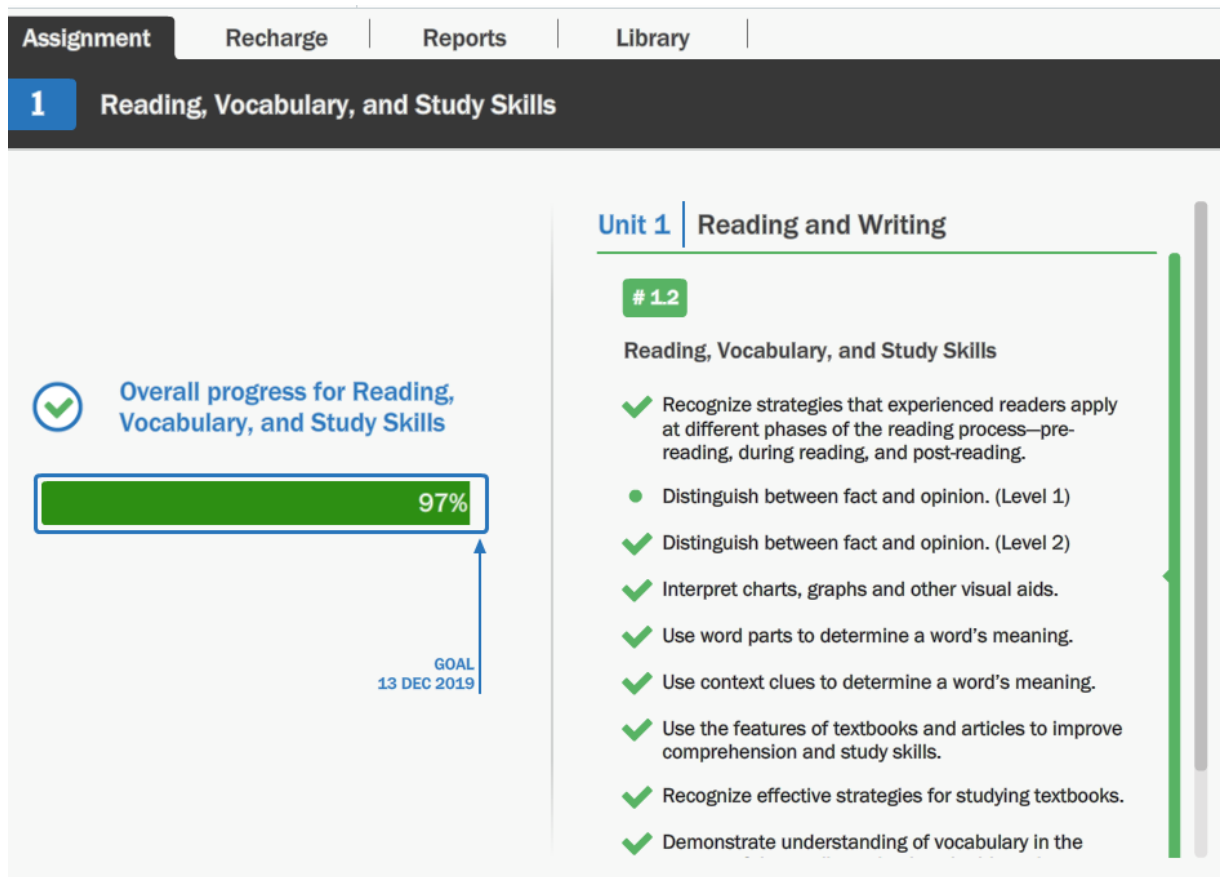 Assignment
Recharge
Reports
Library
1
Reading, Vocabulary, and Study Skills
Overall progress for Reading,
Vocabulary, and Study Skills
97%
GOAL
13 DEC 2019
Unit 1
Reading and Writing
# 1.2
Reading, Vocabulary, and Study Skills
Recognize strategies that experienced readers apply
at different phases of the reading process—pre-
reading, during reading, and post-reading.
Distinguish between fact and opinion. (Level 1)
Distinguish between fact and opinion. (Level 2)
Interpret charts, graphs and other visual aids.
Use word parts to determine a word’s meaning.
Use context clues to determine a word’s meaning.
Use the features of textbooks and articles to improve
comprehension and study skills.
Recognize effective strategies for studying textbooks.
Demonstrate understanding of vocabulary in the